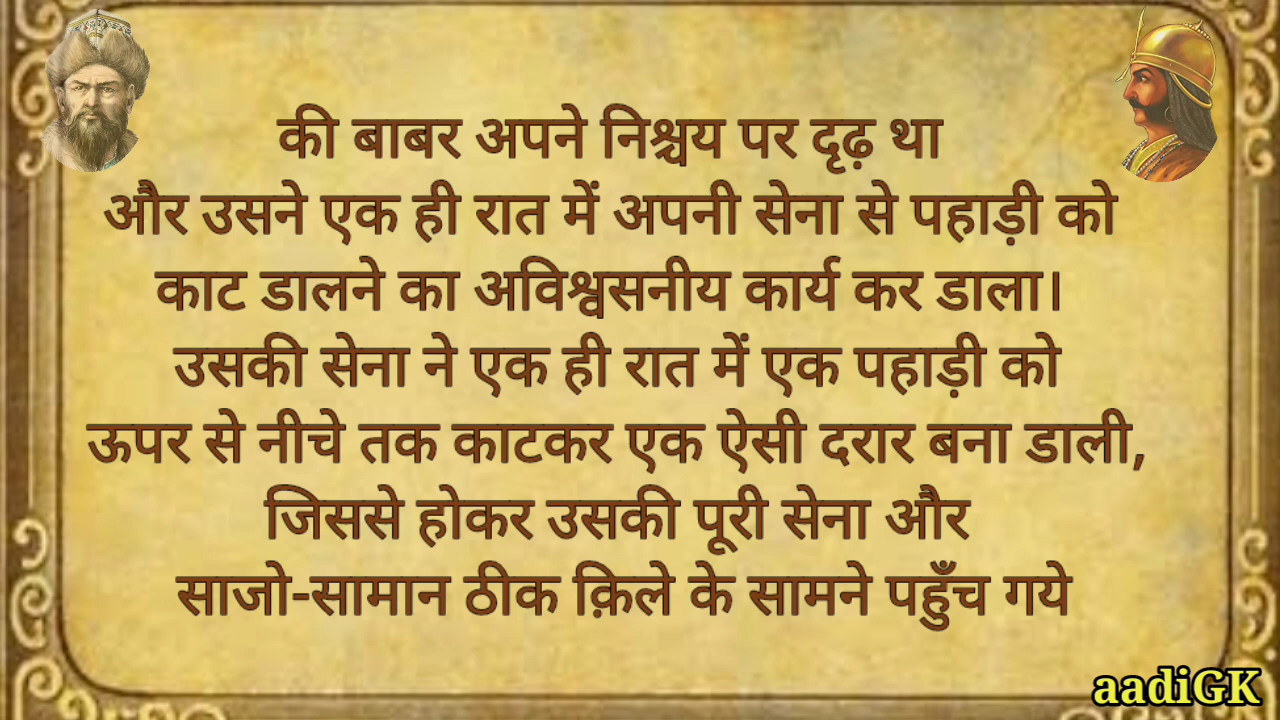 की बाबर अपने निश्चय पर दृढ़ था
और उसने एक ही रात में अपनी सेना से पहाड़ी को
काट डालने का अविश्वसनीय कार्य कर डाला।
उसकी सेना ने एक ही रात में एक पहाड़ी को
ऊपर से नीचे तक काटकर एक ऐसी दरार बना डाली,
जिससे होकर उसकी पूरी सेना और
साजो-सामान ठीक क़िले के सामने पहुँच गये
aadiGK